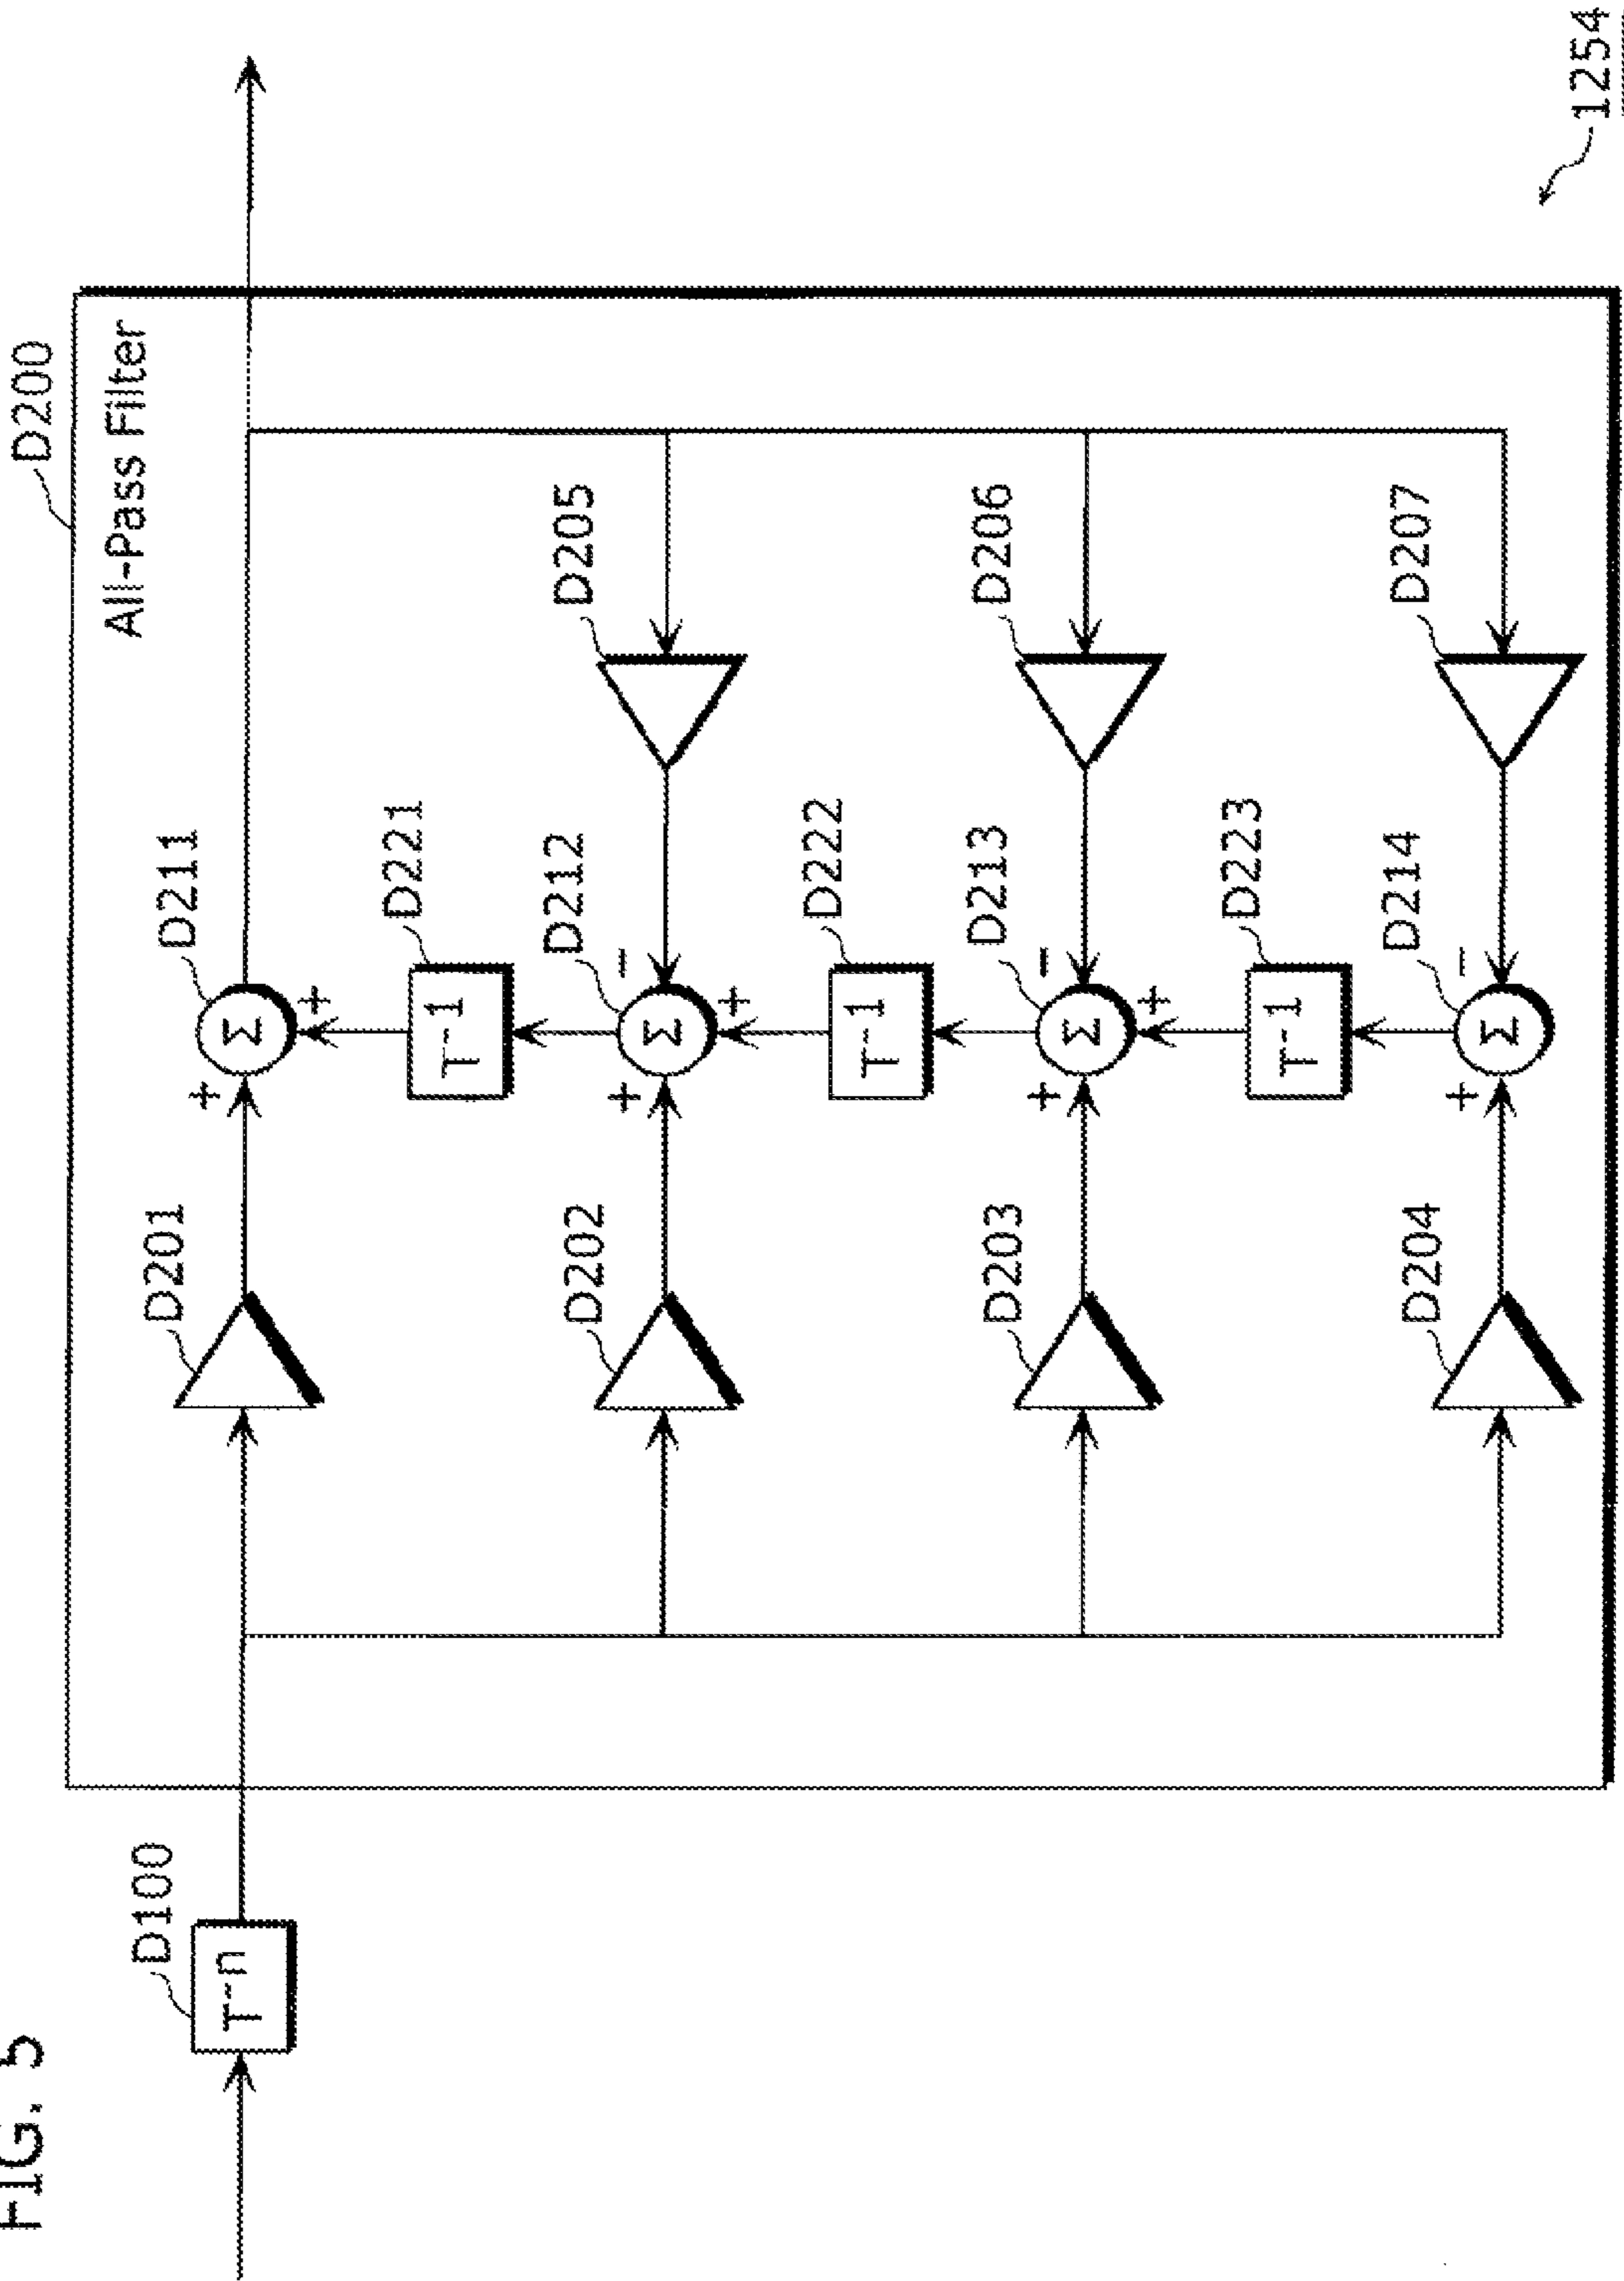 FIG. 5
D200
All-Pass Filter
D100
T⁻ⁿ
D201
D211
+
Σ
+
D221
T⁻¹
D202
D212
D205
+
Σ
−
+
D222
T⁻¹
D203
D213
D206
+
Σ
−
+
D223
T⁻¹
D204
D214
D207
+
Σ
−
1254